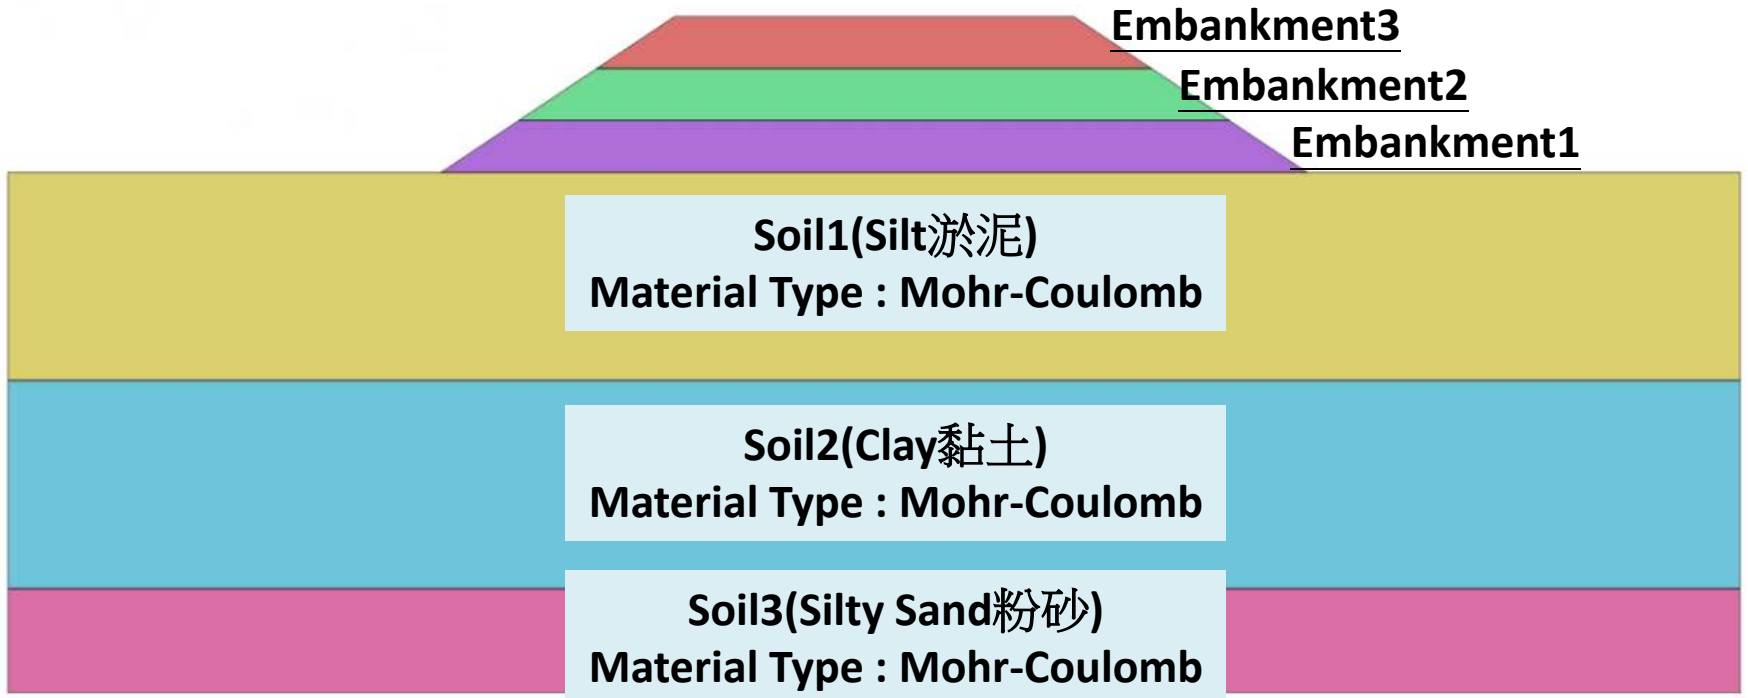 Embankment3
Embankment2
Embankment1
Soil1(Silt淤泥)
Material Type : Mohr-Coulomb
Soil2(Clay黏土)
Material Type : Mohr-Coulomb
Soil3(Silty Sand粉砂)
Material Type : Mohr-Coulomb